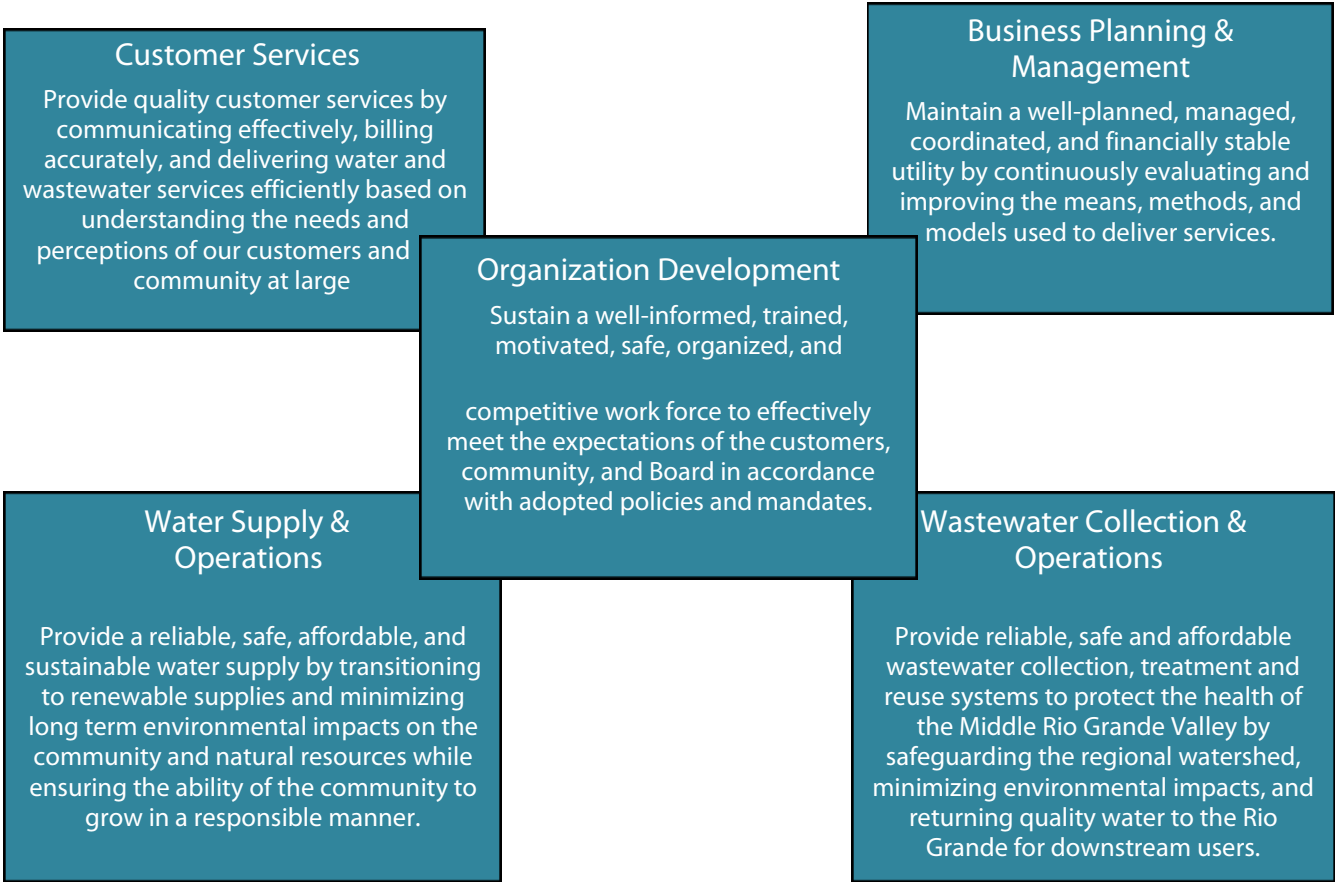 Customer Services
Provide quality customer services by
communicating effectively, billing
accurately, and delivering water and
wastewater services efficiently based on
understanding the needs and
perceptions of our customers and
community at large
Business Planning &
Management
Maintain a well-planned, managed,
coordinated, and financially stable
utility by continuously evaluating and
improving the means, methods, and
models used to deliver services.
Organization Development
Sustain a well-informed, trained,
motivated, safe, organized, and
competitive work force to effectively
meet the expectations of the customers,
community, and Board in accordance
with adopted policies and mandates.
Water Supply &
Operations
Provide a reliable, safe, affordable, and
sustainable water supply by transitioning
to renewable supplies and minimizing
long term environmental impacts on the
community and natural resources while
ensuring the ability of the community to
grow in a responsible manner.
Wastewater Collection &
Operations
Provide reliable, safe and affordable
wastewater collection, treatment and
reuse systems to protect the health of
the Middle Rio Grande Valley by
safeguarding the regional watershed,
minimizing environmental impacts, and
returning quality water to the Rio
Grande for downstream users.